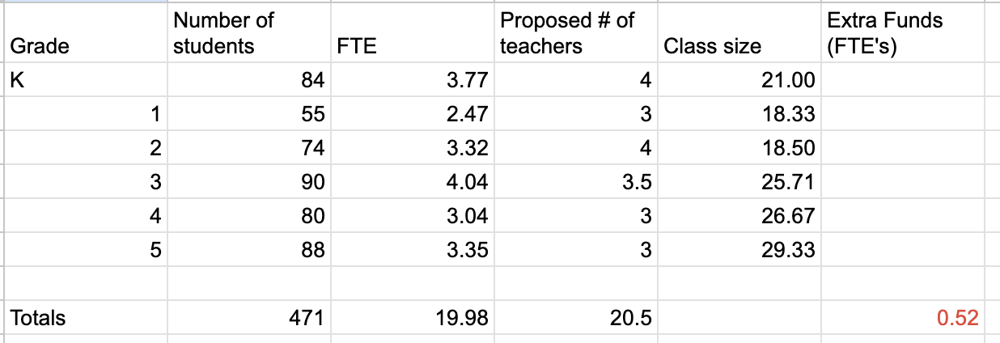 Grade Number of students FTE Proposed # of teachers Class size Extra Funds (FTE's)
K 84 3.77 4 21.00
1 55 2.47 3 18.33
2 74 3.32 4 18.50
3 90 4.04 3.5 25.71
4 80 3.04 3 26.67
5 88 3.35 3 29.33
Totals 471 19.98 20.5 0.52